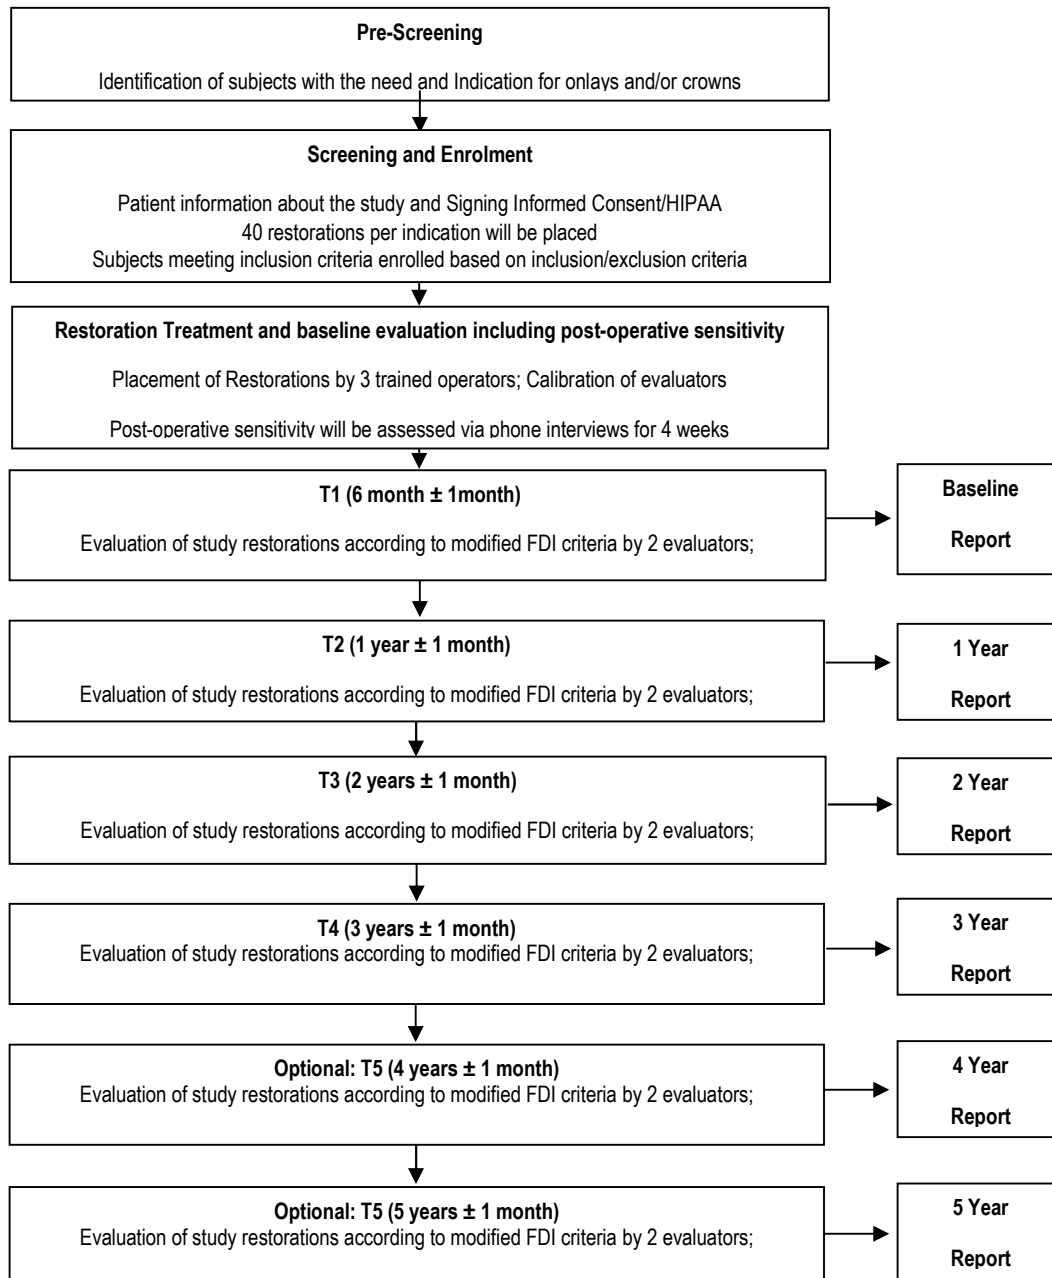 Pre-Screening
Identification of subjects with the need and Indication for onlays and/or crowns
Screening and Enrolment
Patient information about the study and Signing Informed Consent/HIPAA
40 restorations per indication will be placed
Subjects meeting inclusion criteria enrolled based on inclusion/exclusion criteria
Restoration Treatment and baseline evaluation including post-operative sensitivity
Placement of Restorations by 3 trained operators; Calibration of evaluators
Post-operative sensitivity will be assessed via phone interviews for 4 weeks
T1 (6 month ± 1month)
Evaluation of study restorations according to modified FDI criteria by 2 evaluators;
Baseline
Report
T2 (1 year ± 1 month)
Evaluation of study restorations according to modified FDI criteria by 2 evaluators;
1 Year
Report
T3 (2 years ± 1 month)
Evaluation of study restorations according to modified FDI criteria by 2 evaluators;
2 Year
Report
T4 (3 years ± 1 month)
Evaluation of study restorations according to modified FDI criteria by 2 evaluators;
3 Year
Report
Optional: T5 (4 years ± 1 month)
Evaluation of study restorations according to modified FDI criteria by 2 evaluators;
4 Year
Report
Optional: T5 (5 years ± 1 month)
Evaluation of study restorations according to modified FDI criteria by 2 evaluators;
5 Year
Report